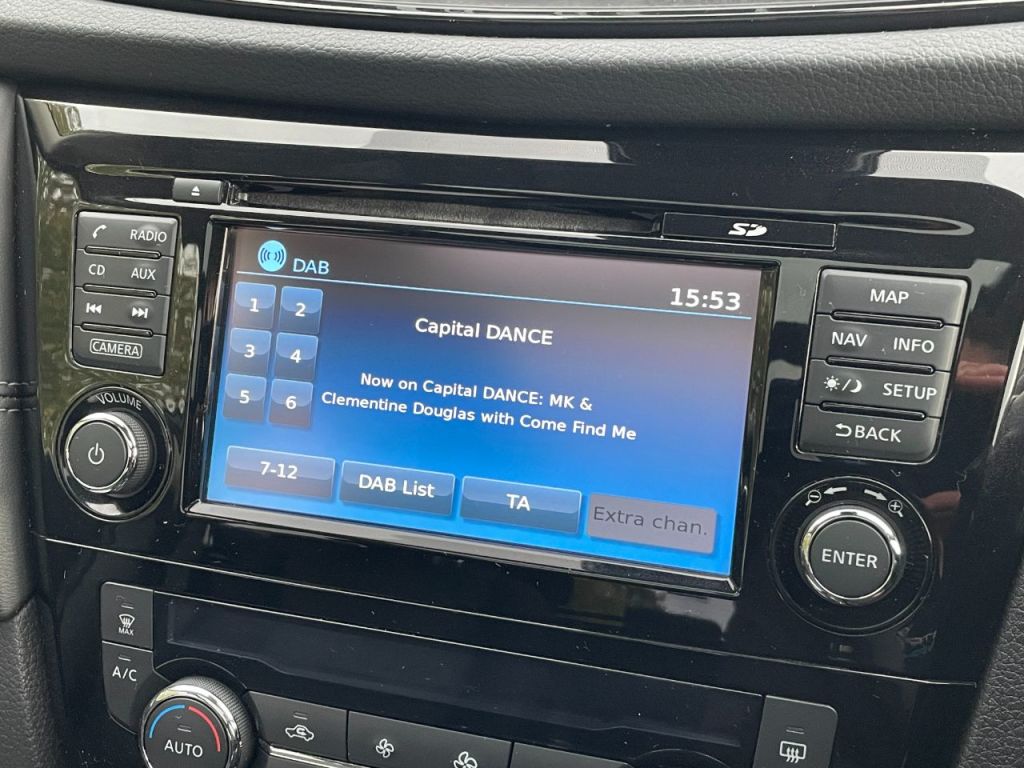 SD
RADIO
CD AUX
CAMERA
VOLUME
DAB
15:53
1 2
3 4
5 6
Capital DANCE
Now on Capital DANCE: MK &
Clementine Douglas with Come Find Me
7-12 DAB List TA Extra chan.
MAP
NAV INFO
SETUP
BACK
ENTER
MAX
A/C
AUTO